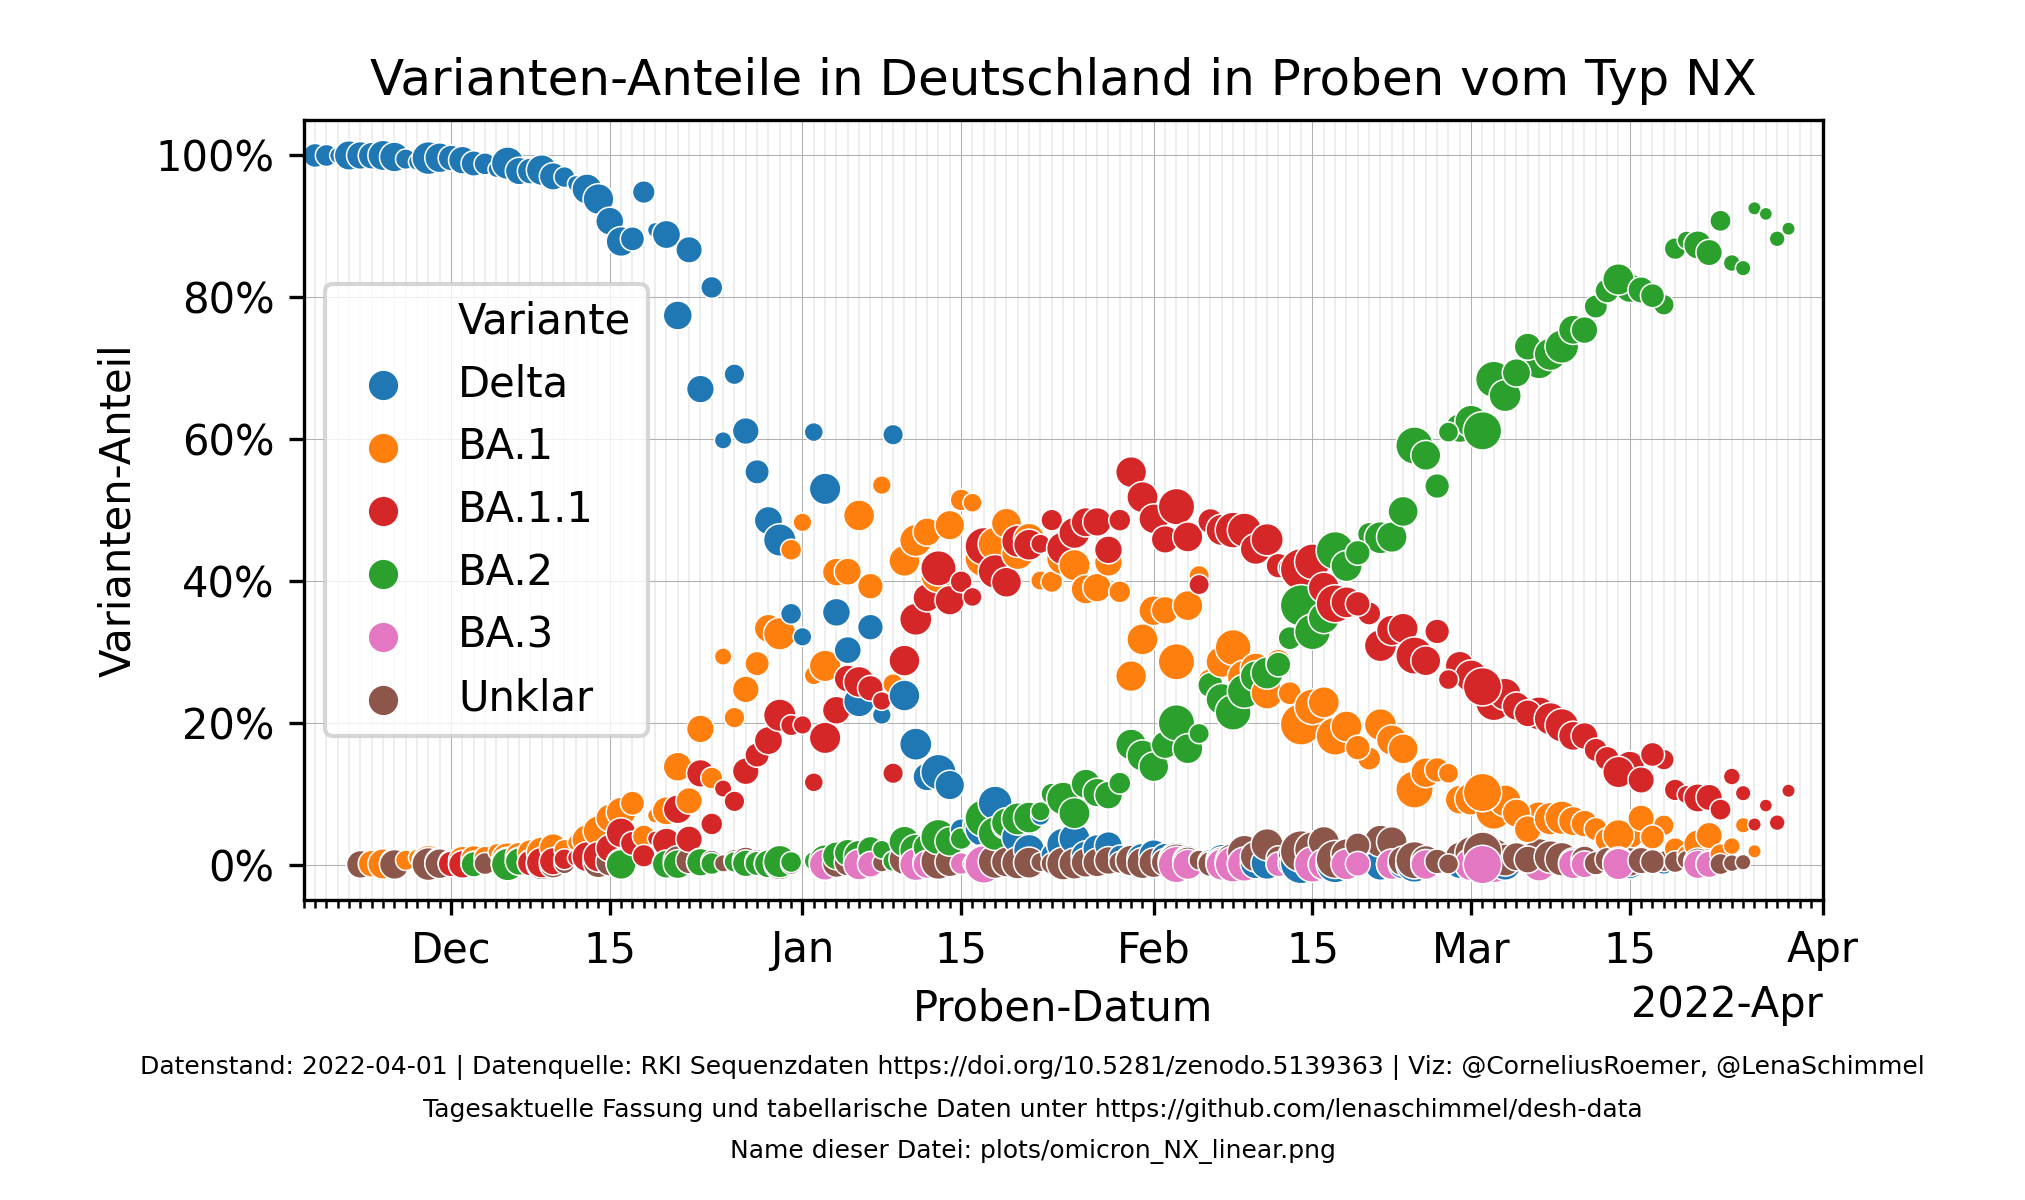 Varianten-Anteile in Deutschland in Proben vom Typ NX
Varianten-Anteil
100%
80%
60%
40%
20%
0%
Variante
Delta
BA.1
BA.1.1
BA.2
BA.3
Unklar
Dec 15 Jan 15 Feb 15 Mar 15 Apr
Proben-Datum
2022-Apr
Datenstand: 2022-04-01 | Datenquelle: RKI Sequenzdaten https://doi.org/10.5281/zenodo.5139363 | Viz: @CorneliusRoemer, @LenaSchimmel
Tagesaktuelle Fassung und tabellarische Daten unter https://github.com/lenaschimmel/desh-data
Name dieser Datei: plots/omicron_NX_linear.png